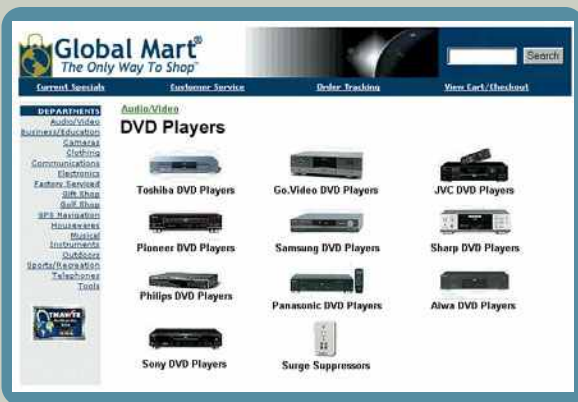 Global Mart®
The Only Way To Shop™
Search
Current Specials
Customer Service
Order Tracking
View Cart/Checkout
DEPARTMENTS
Audio/Video
Business/Education
Cameras
Clothing
Communications
Electronics
Factory Serviced
Gift Shop
Golf Shop
GPS Navigation
Housewares
Musical
Instruments
Outdoors
Sports/Recreation
Telephones
Tools
THAWTE
Audio/Video
DVD Players
Toshiba DVD Players
Go.Video DVD Players
JVC DVD Players
Pioneer DVD Players
Samsung DVD Players
Sharp DVD Players
Philips DVD Players
Panasonic DVD Players
Aiwa DVD Players
Sony DVD Players
Surge Suppressors